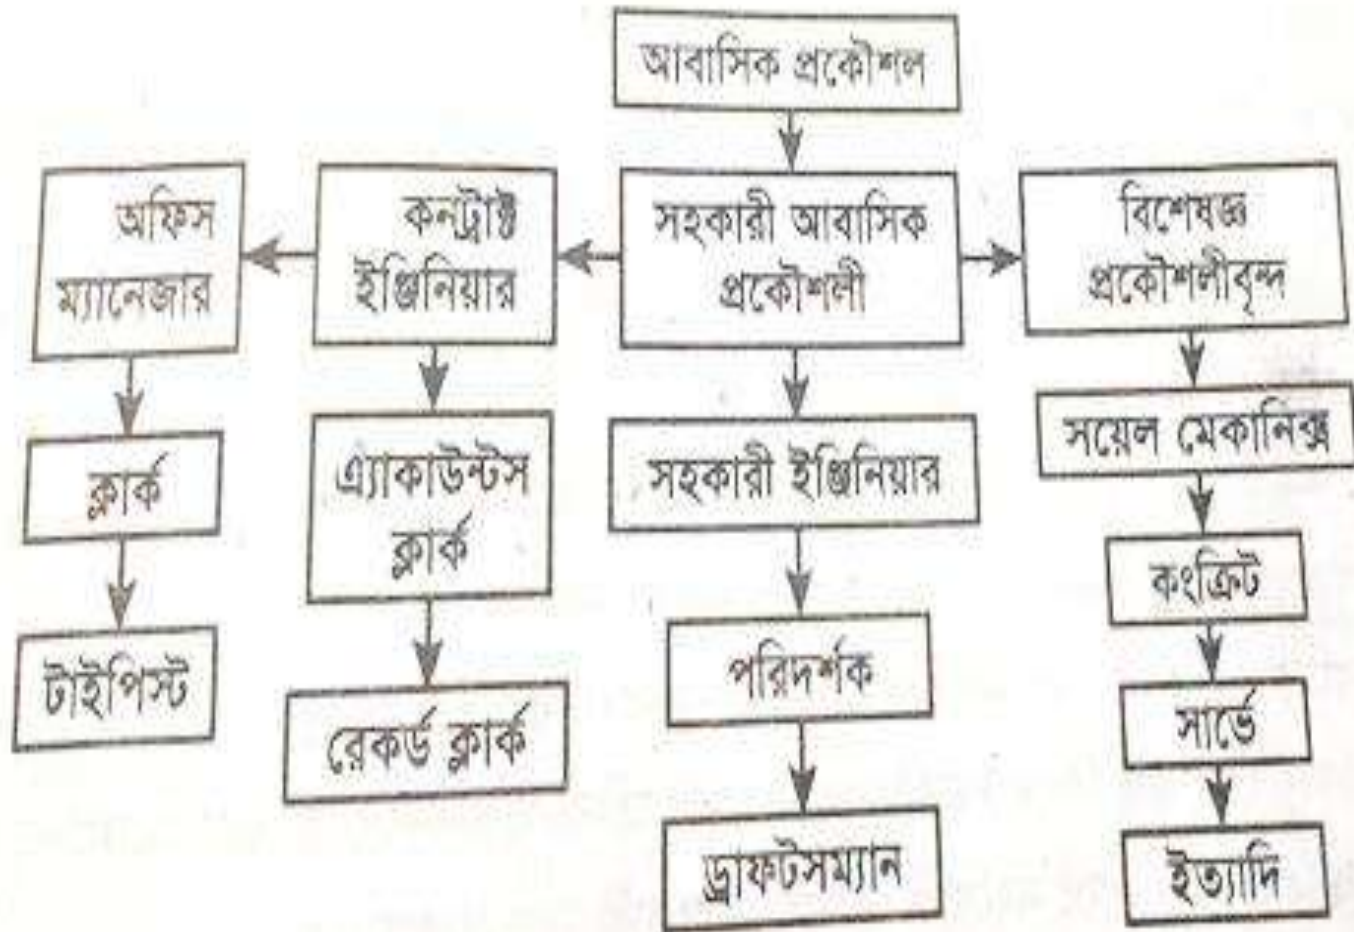 আবাসিক প্রকৌশল
অফিস
ম্যানেজার
কনট্রাক্ট
ইঞ্জিনিয়ার
সহকারী আবাসিক
প্রকৌশলী
বিশেষজ্ঞ
প্রকৌশলীবৃন্দ
ক্লার্ক
এ্যাকাউন্টস
ক্লার্ক
সহকারী ইঞ্জিনিয়ার
সয়েল মেকানিক্স
কংক্রিট
টাইপিস্ট
রেকর্ড ক্লার্ক
পরিদর্শক
সার্ভে
ড্রাফটসম্যান
ইত্যাদি